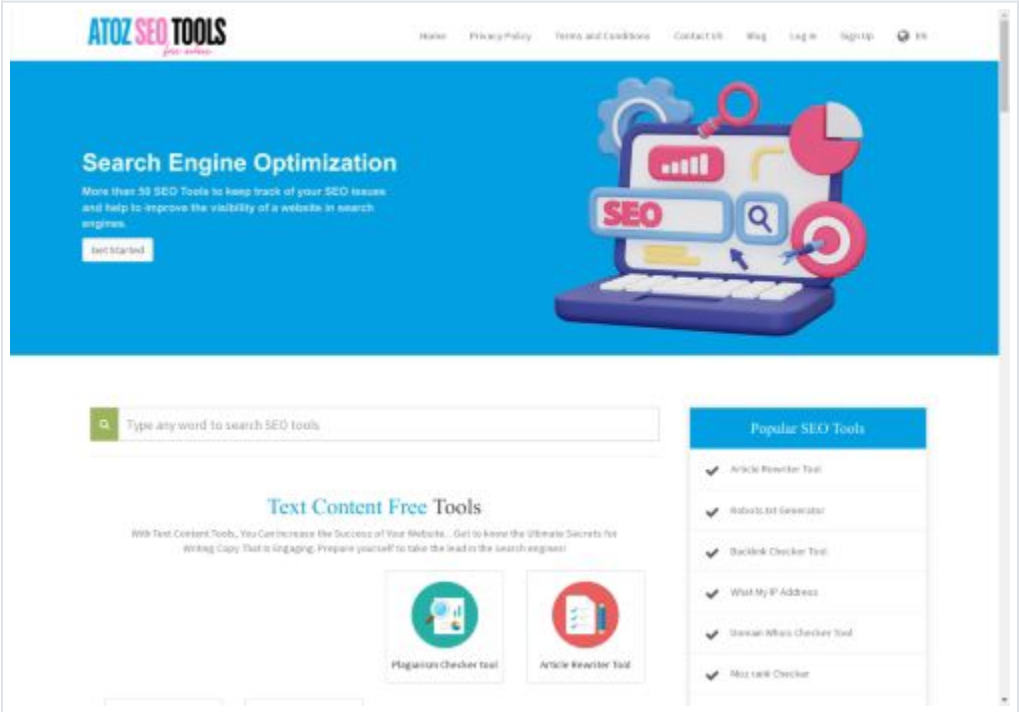 ATOZ SEO TOOLS
free online
Home Privacy Policy Terms and Conditions Contact US Blog Log In Sign Up EN
Search Engine Optimization
More than 50 SEO Tools to keep track of your SEO issues
and help to improve the visibility of a website in search
engines.
Get Started
SEO
Type any word to search SEO tools
Popular SEO Tools
Article Rewriter Tool
Robots.txt Generator
Backlink Checker Tool
What My IP Address
Domain Whois Checker Tool
Moz rank Checker
Text Content Free Tools
With Text Content Tools, You Can Increase the Success of Your Website... Get to know the Ultimate Secrets for
Writing Copy That is Engaging. Prepare yourself to take the lead in the search engines!
Plagiarism Checker tool
Article Rewriter Tool